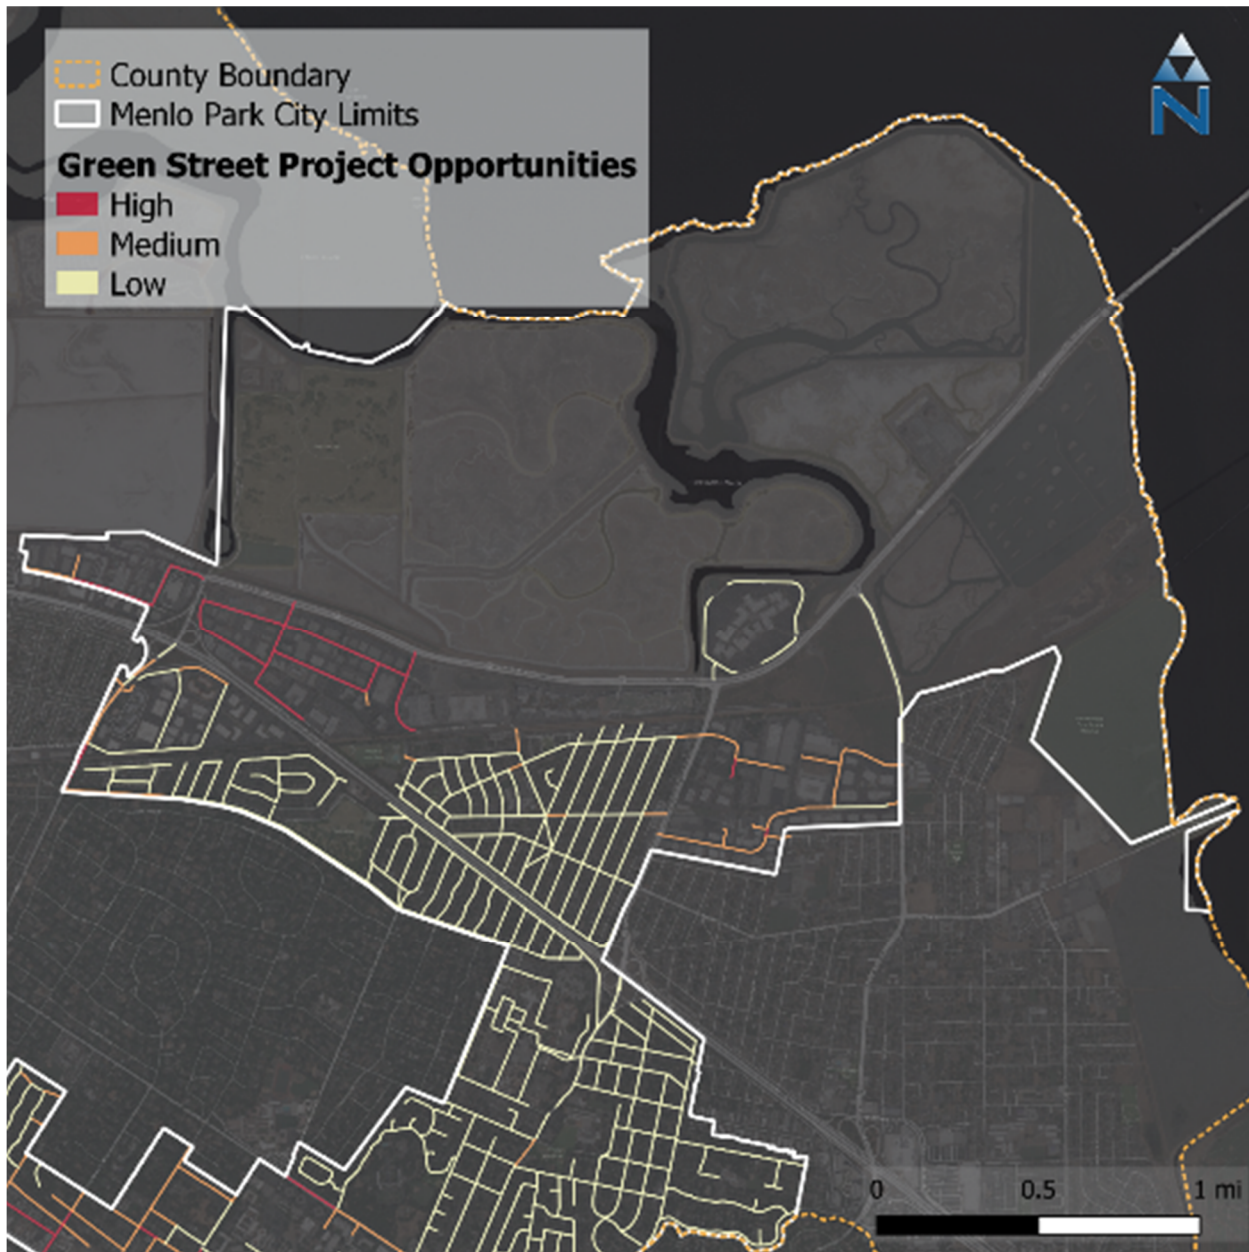 County Boundary
Menlo Park City Limits
Green Street Project Opportunities
High
Medium
Low
N
0 0.5 1 mi